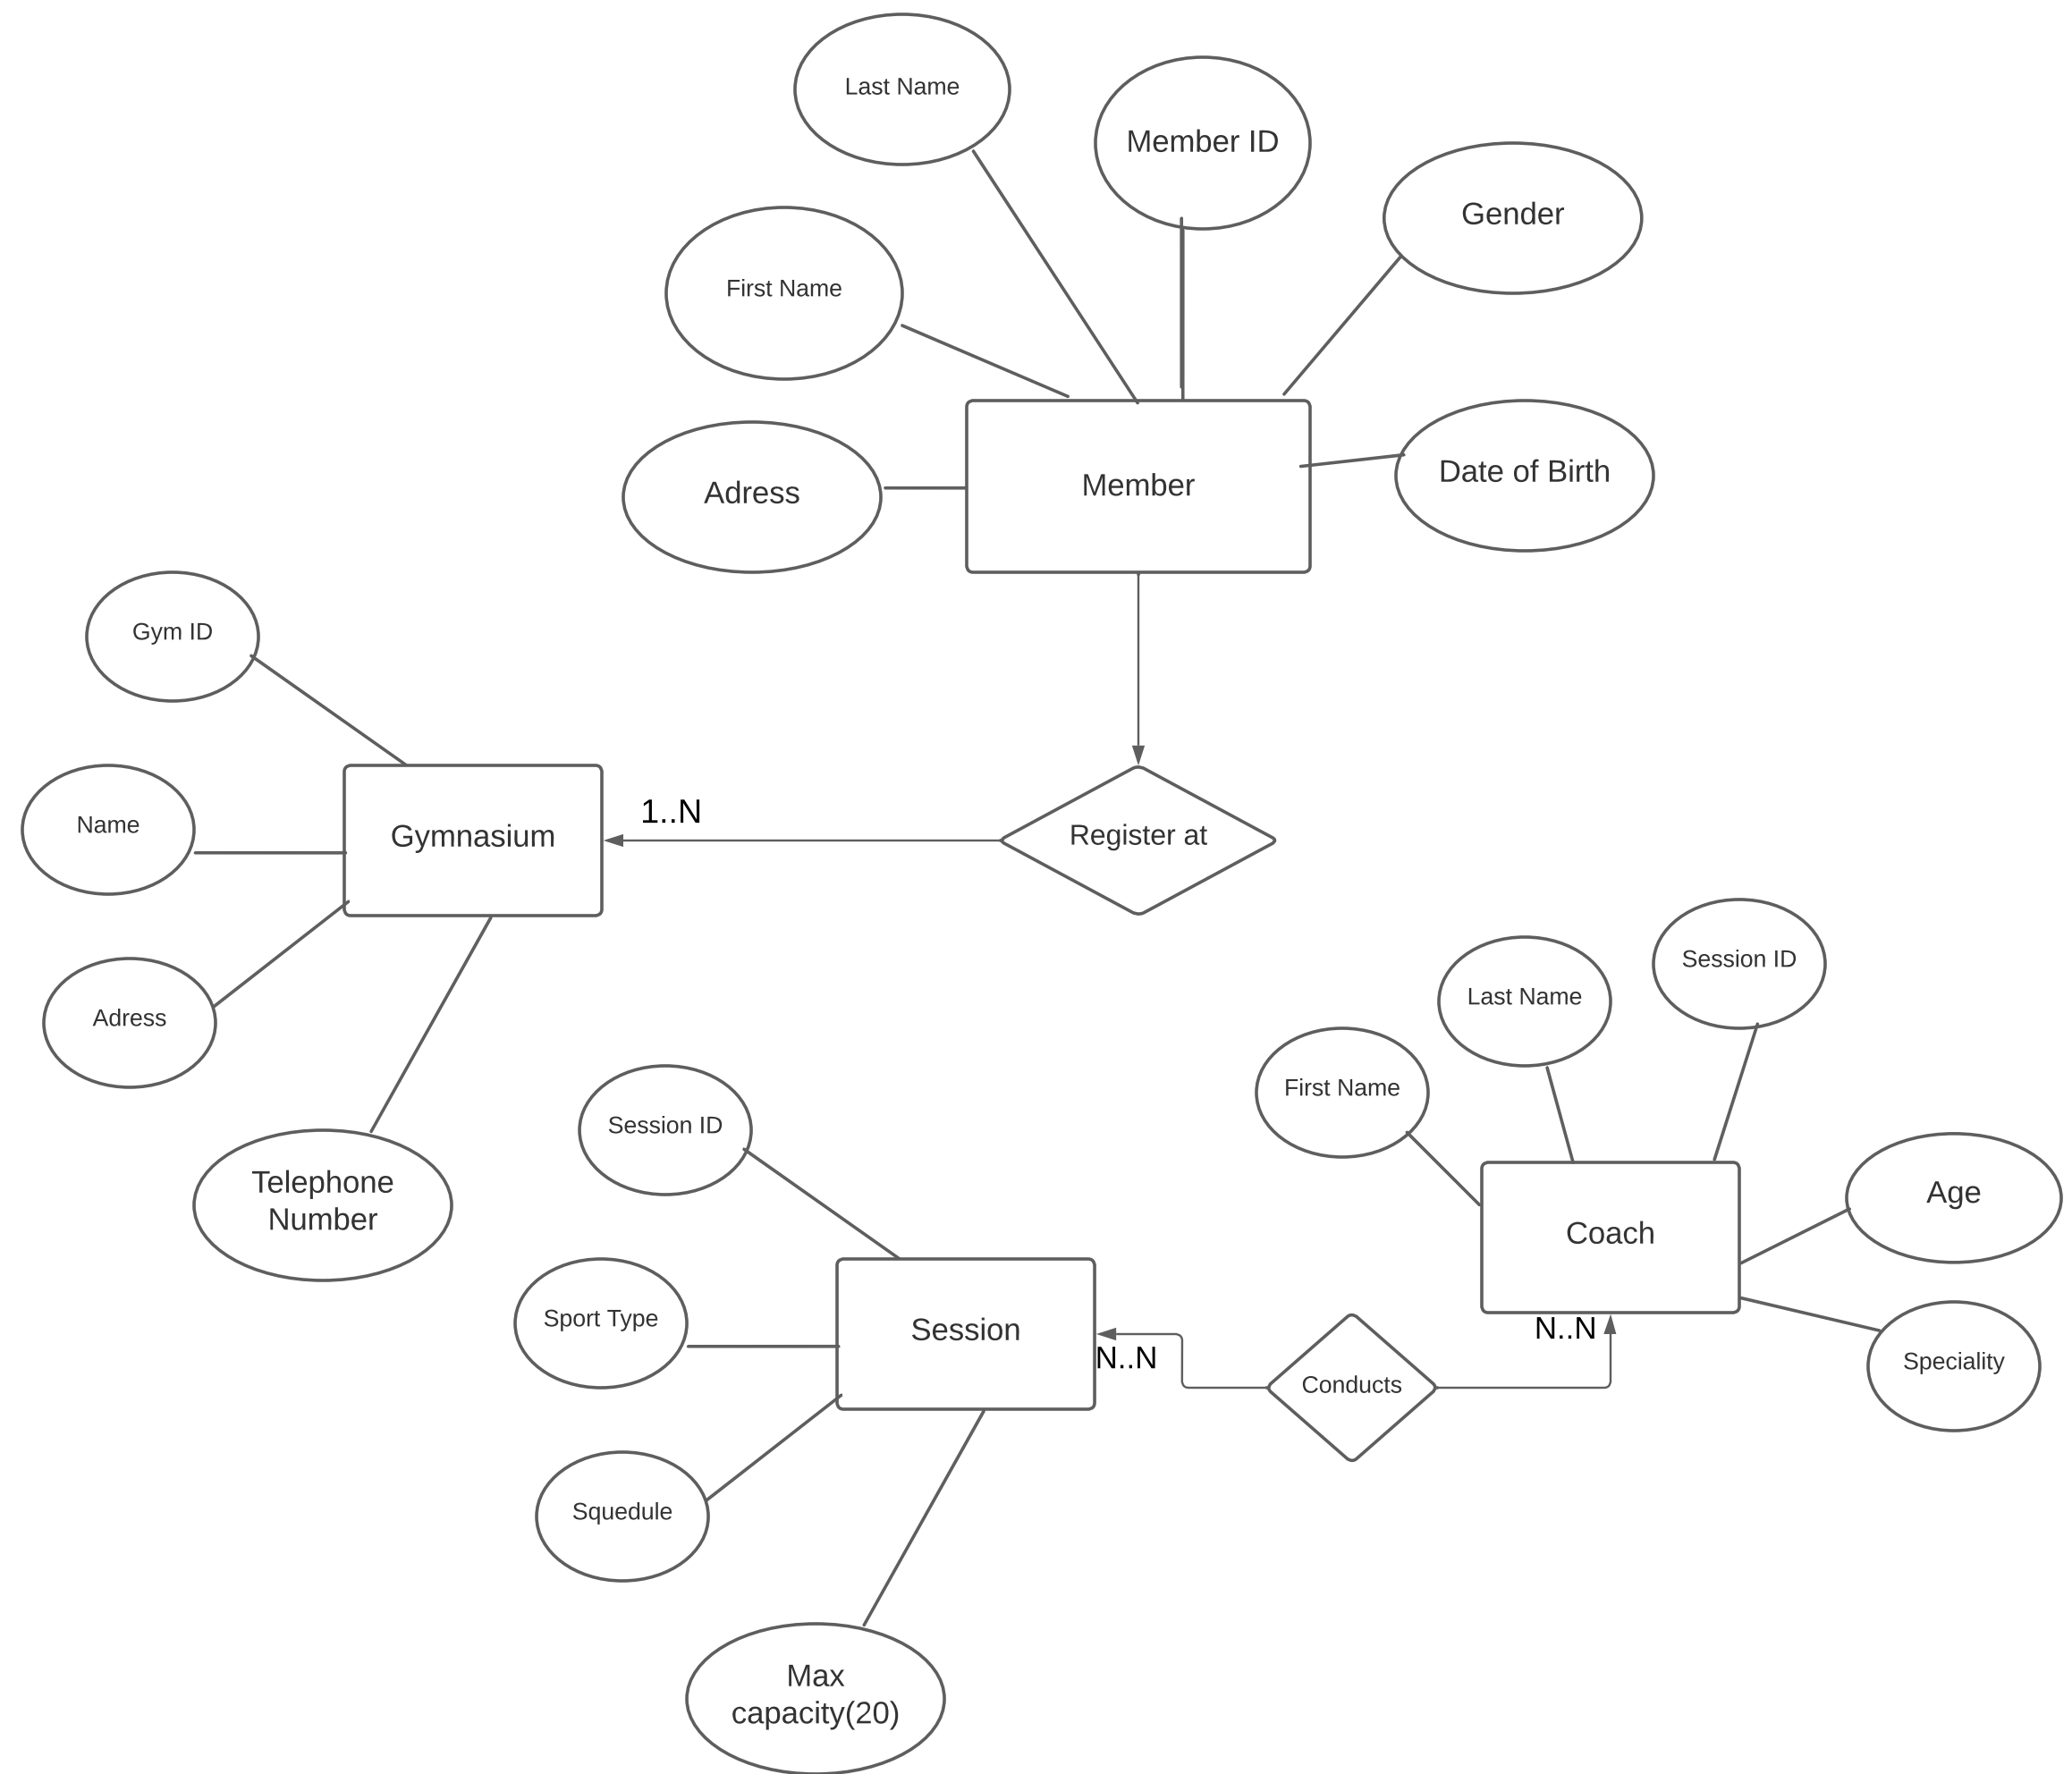 Last Name
Member ID
Gender
First Name
Adress
Member
Date of Birth
Gym ID
Name
Gymnasium
1..N
Register at
Adress
Telephone
Number
Session ID
Last Name
First Name
Session ID
Coach
Age
Speciality
Sport Type
Session
N..N
N..N
Conducts
Squedule
Max
capacity(20)